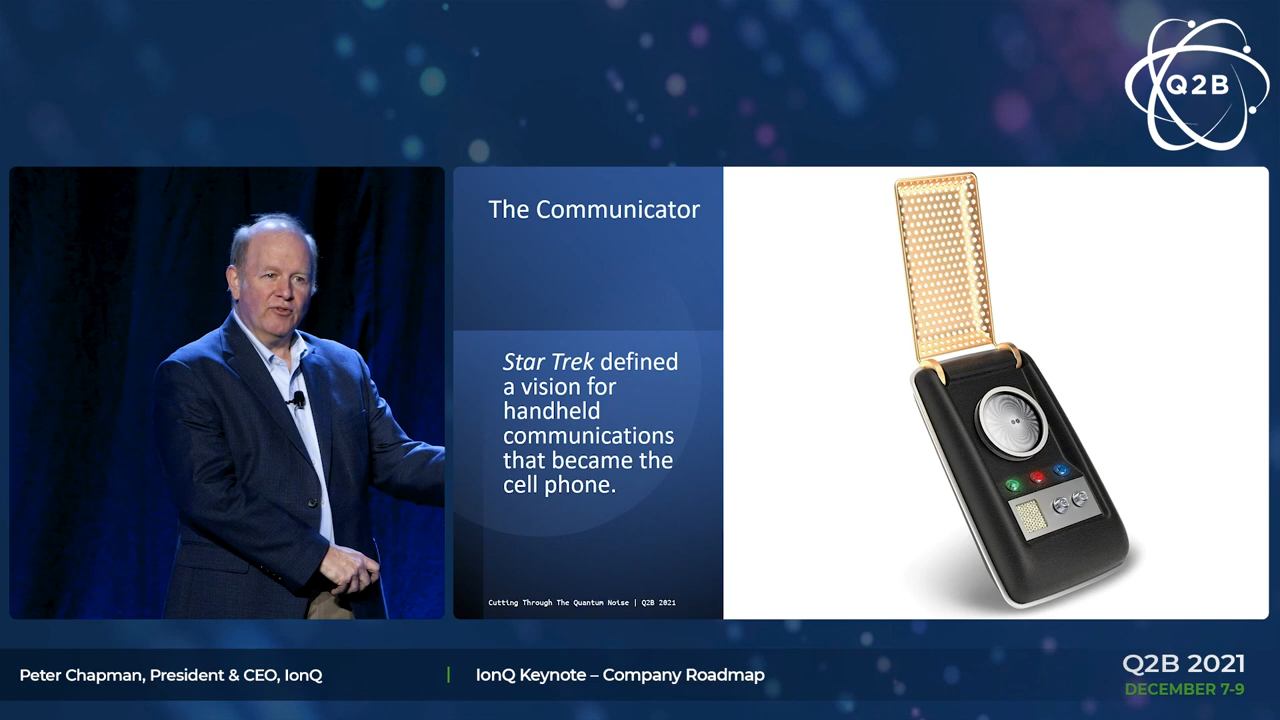 Q2B
The Communicator
Star Trek defined
a vision for
handheld
communications
that became the
cell phone.
Cutting Through The Quantum Noise | Q2B 2021
Peter Chapman, President & CEO, IonQ
IonQ Keynote – Company Roadmap
Q2B 2021
DECEMBER 7-9